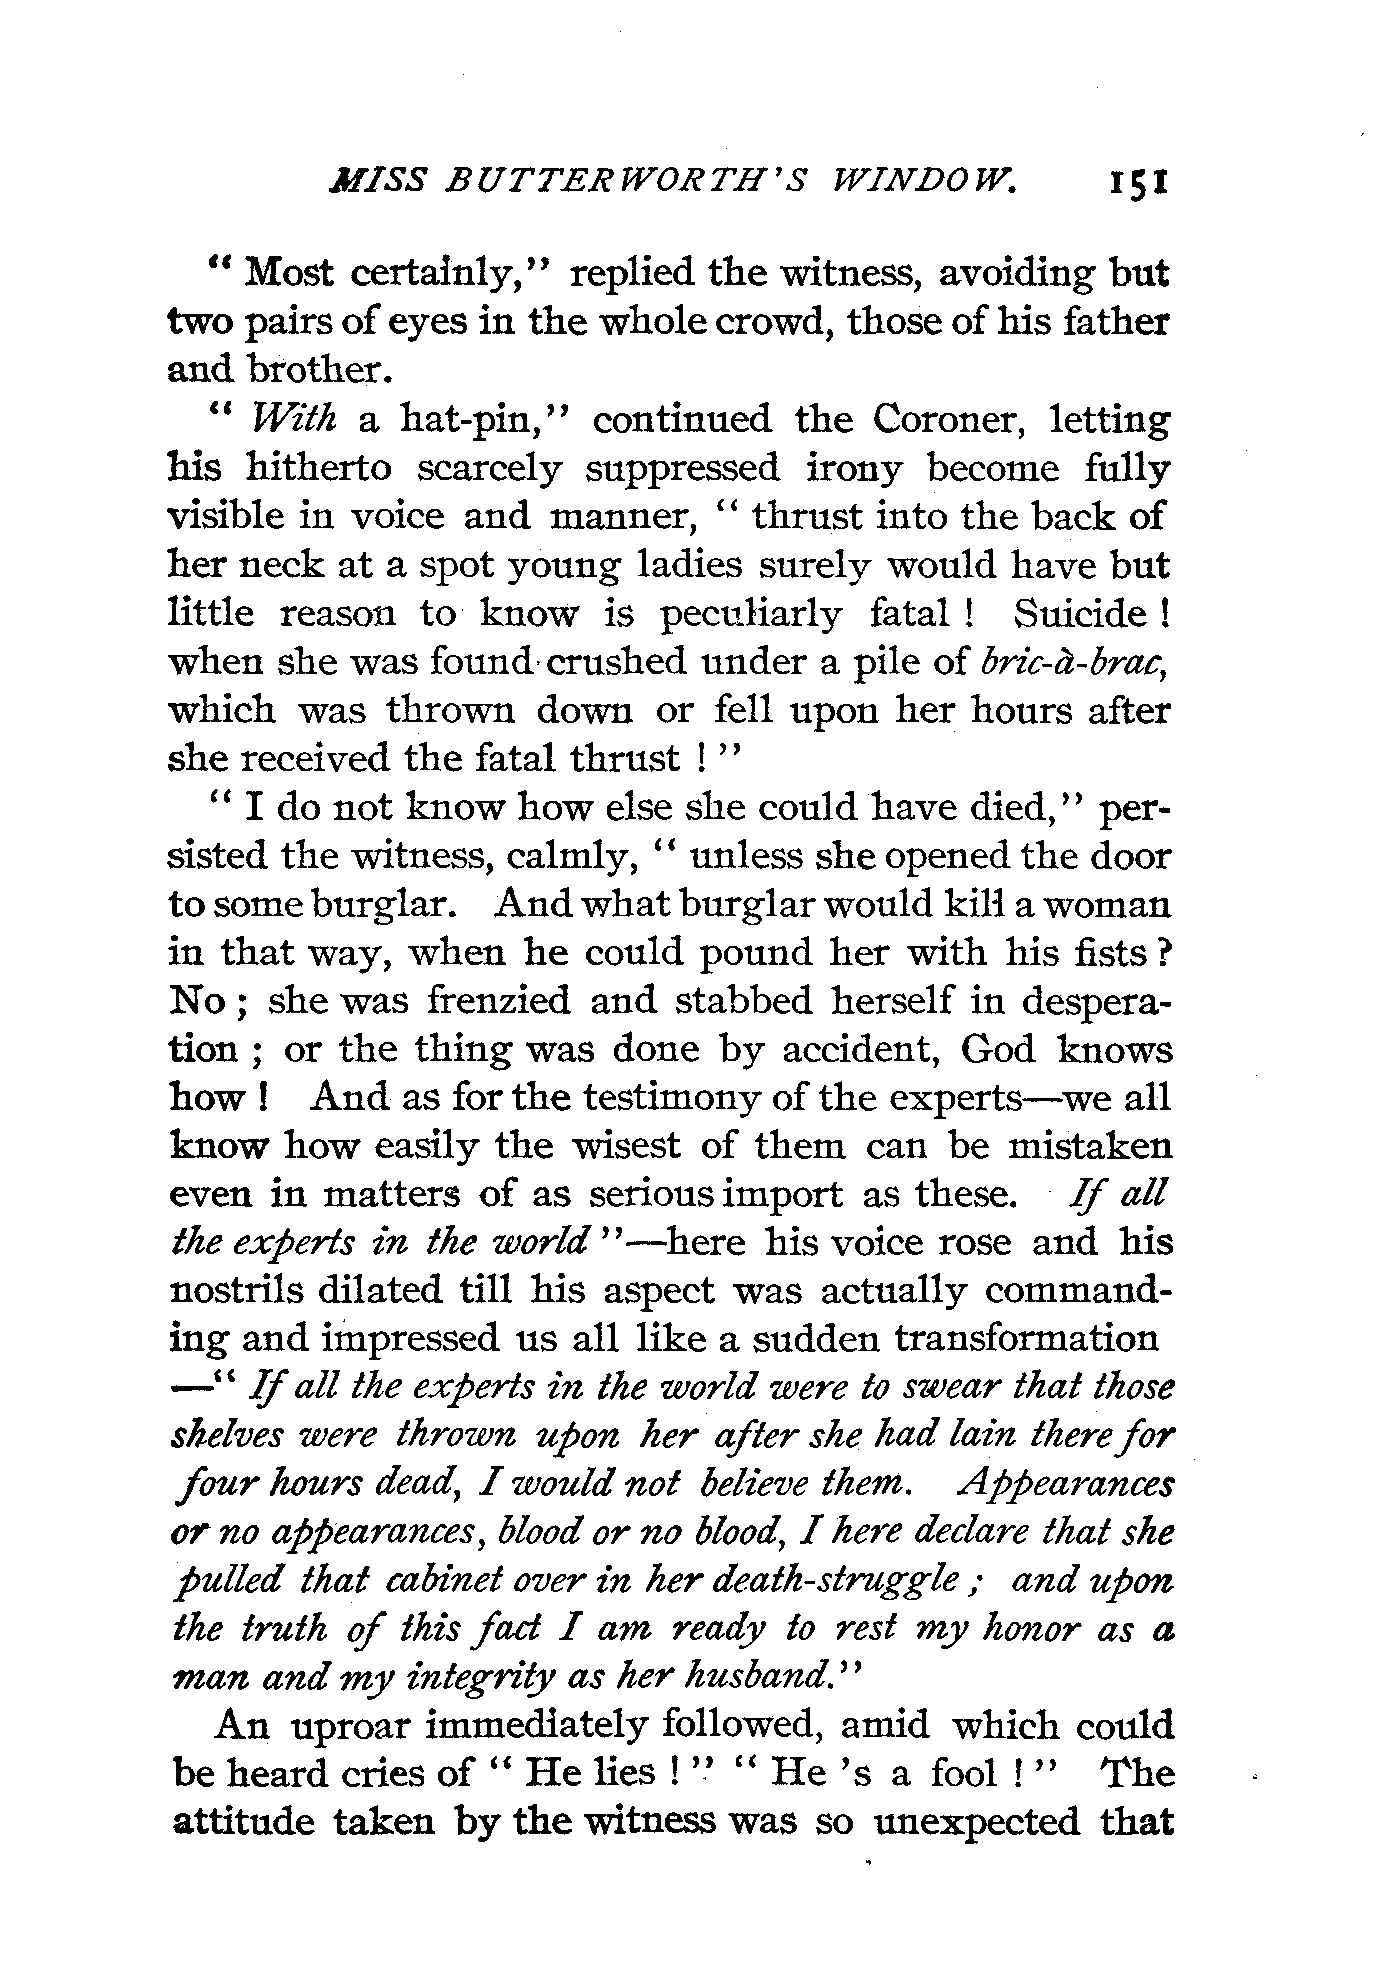 MISS BUTTERWORTH'S WINDOW. 151
“ Most certainly,” replied the witness, avoiding but
two pairs of eyes in the whole crowd, those of his father
and brother.
“ With a hat-pin,” continued the Coroner, letting
his hitherto scarcely suppressed irony become fully
visible in voice and manner, “ thrust into the back of
her neck at a spot young ladies surely would have but
little reason to know is peculiarly fatal ! Suicide !
when she was found crushed under a pile of bric-à-brac,
which was thrown down or fell upon her hours after
she received the fatal thrust ! ”
“ I do not know how else she could have died,” per-
sisted the witness, calmly, “ unless she opened the door
to some burglar. And what burglar would kill a woman
in that way, when he could pound her with his fists ?
No ; she was frenzied and stabbed herself in despera-
tion ; or the thing was done by accident, God knows
how ! And as for the testimony of the experts—we all
know how easily the wisest of them can be mistaken
even in matters of as serious import as these. If all
the experts in the world ”—here his voice rose and his
nostrils dilated till his aspect was actually command-
ing and impressed us all like a sudden transformation
—“ If all the experts in the world were to swear that those
shelves were thrown upon her after she had lain there for
four hours dead, I would not believe them. Appearances
or no appearances, blood or no blood, I here declare that she
pulled that cabinet over in her death-struggle ; and upon
the truth of this fact I am ready to rest my honor as a
man and my integrity as her husband.”
An uproar immediately followed, amid which could
be heard cries of “ He lies ! ” “ He 's a fool ! ” The
attitude taken by the witness was so unexpected that